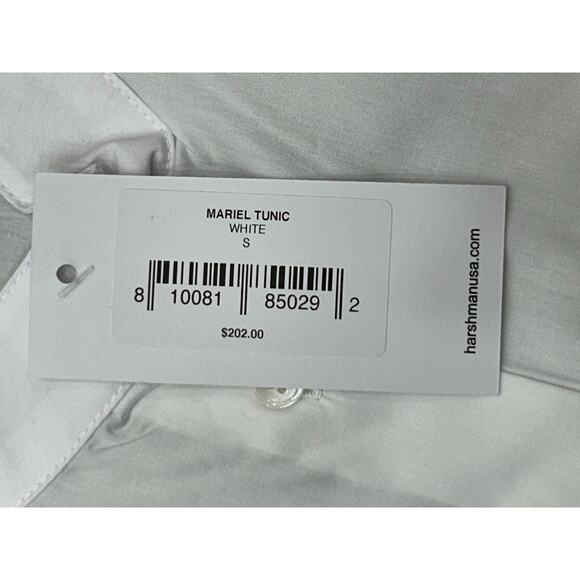 MARIEL TUNIC
WHITE
S
8 10081 85029 2
$202.00
harshmanusa.com